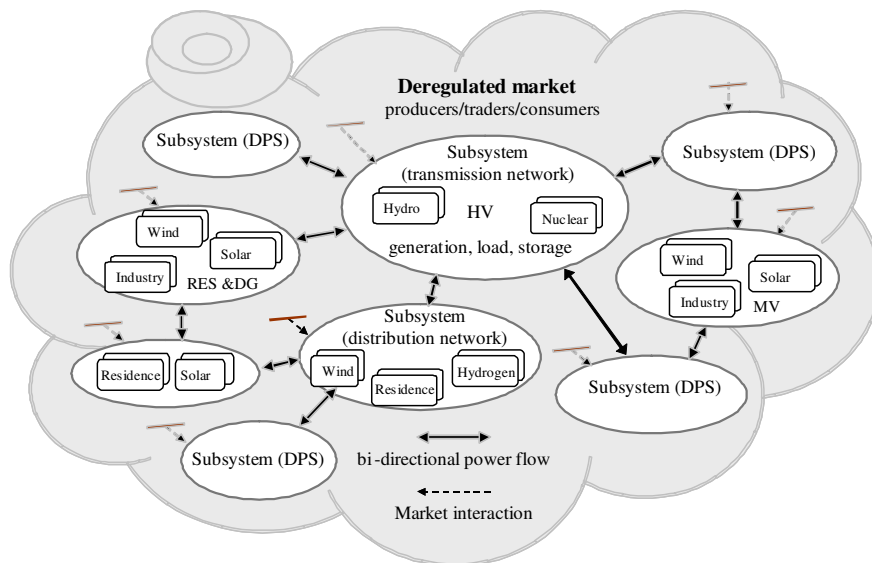 Deregulated market
producers/traders/consumers
Subsystem (DPS)
Subsystem
(transmission network)
Hydro
HV
Nuclear
generation, load, storage
Subsystem (DPS)
Wind
Solar
Industry
RES &DG
Wind
Solar
Industry
MV
Subsystem
(distribution network)
Wind
Residence
Hydrogen
Residence
Solar
Subsystem (DPS)
Subsystem (DPS)
bi-directional power flow
Market interaction